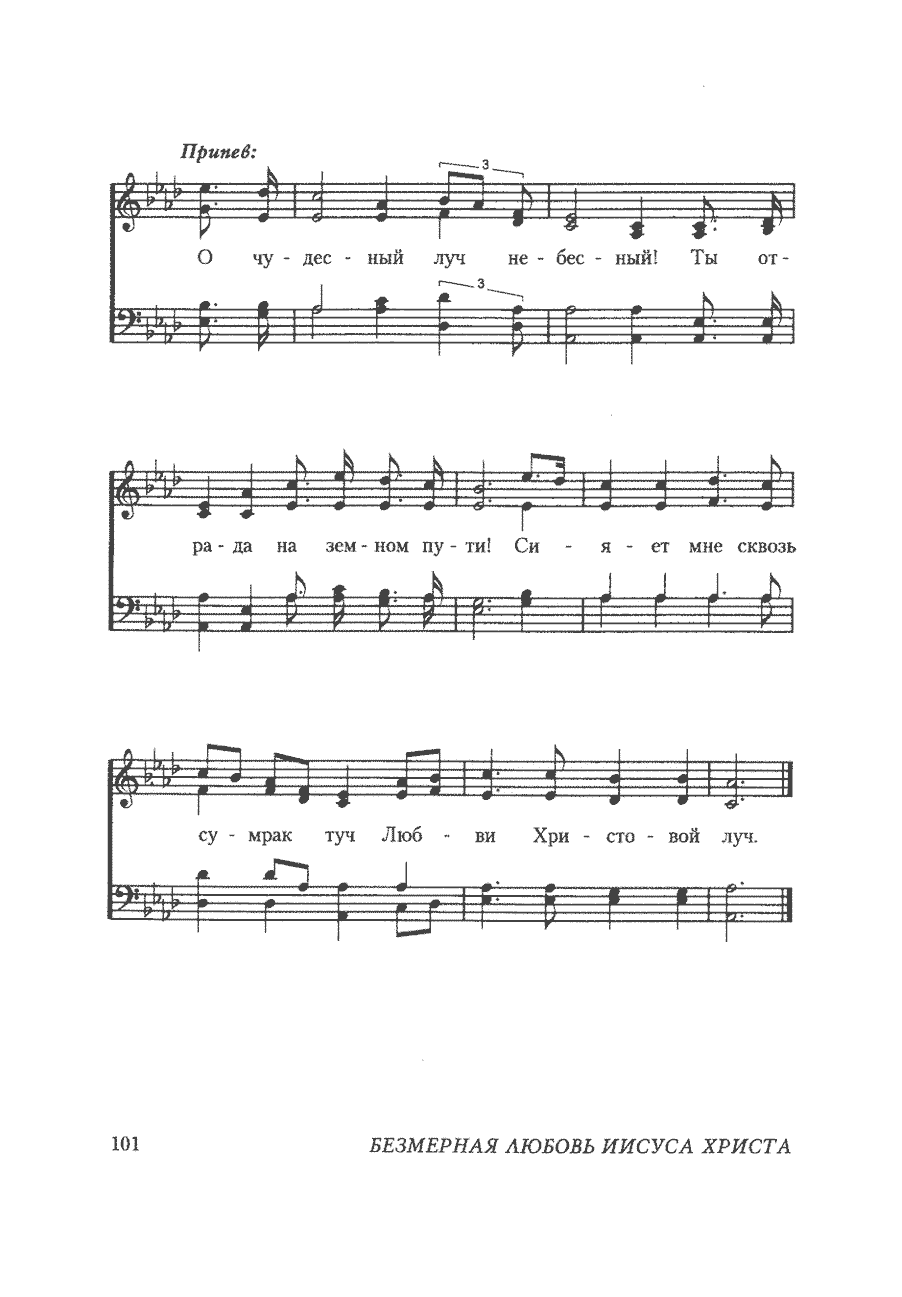 Припев:
3
О чу - дес - ный луч не - бес - ный! Ты от -
3
ра - да на зем - ном пу - ти! Си - я - ет мне сквозь
су - мрак туч Люб - ви Хри - сто - вой луч.
101 БЕЗМЕРНАЯ ЛЮБОВЬ ИИСУСА ХРИСТА